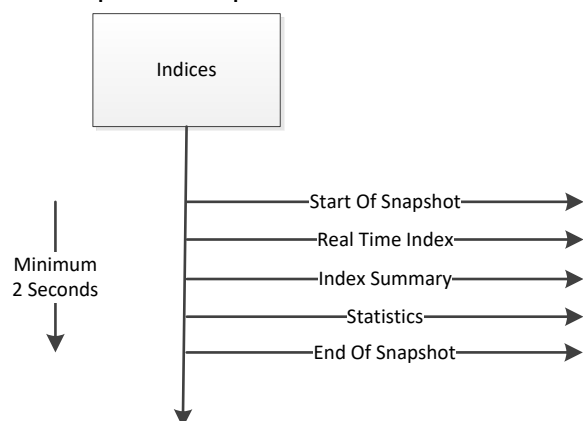 Indices
Start Of Snapshot
Real Time Index
Minimum
2 Seconds
Index Summary
Statistics
End Of Snapshot